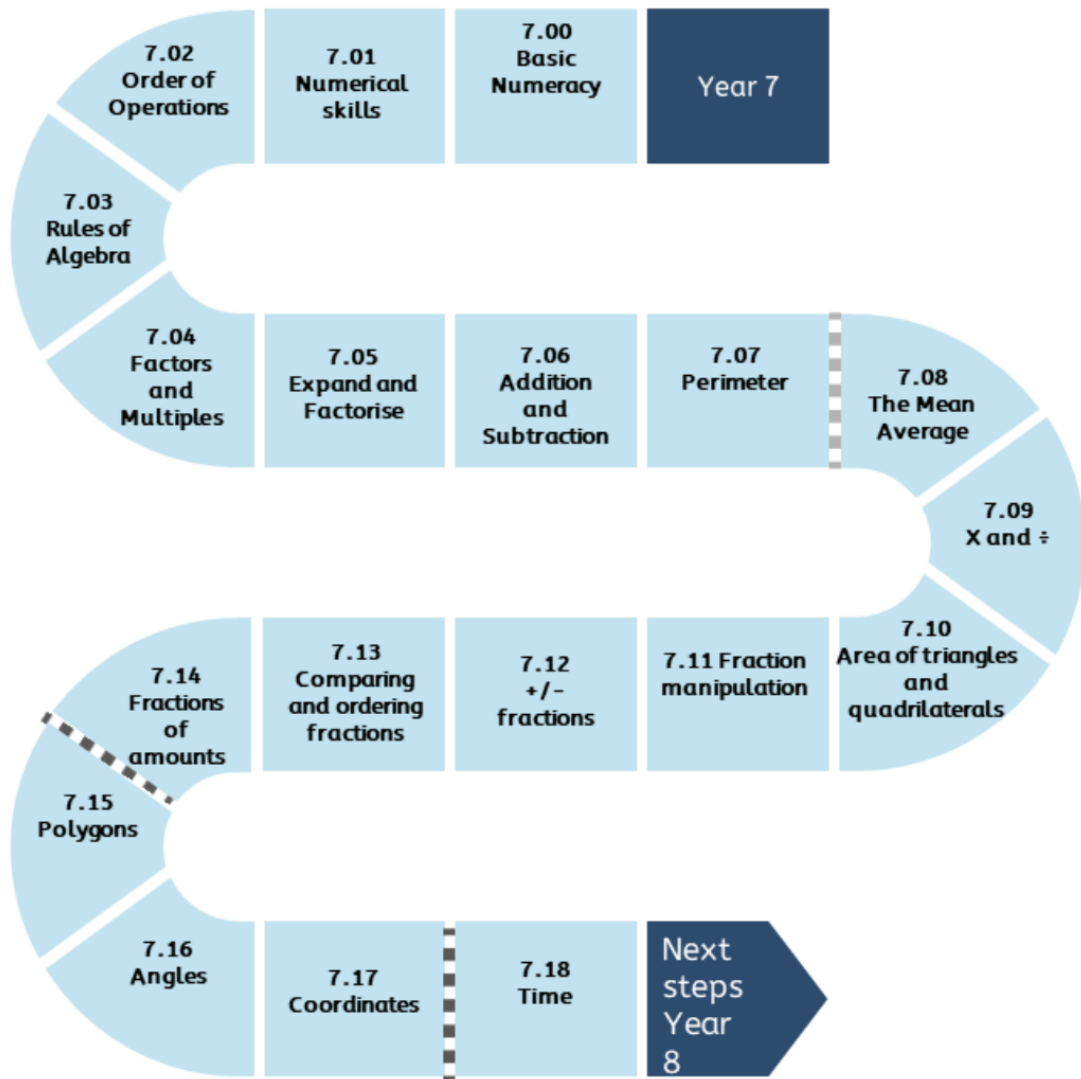 Year 7
7.00
Basic
Numeracy
7.01
Numerical
skills
7.02
Order of
Operations
7.03
Rules of
Algebra
7.04
Factors
and
Multiples
7.05
Expand and
Factorise
7.06
Addition
and
Subtraction
7.07
Perimeter
7.08
The Mean
Average
7.09
X and ÷
7.10
Area of triangles
and
quadrilaterals
7.11 Fraction
manipulation
7.12
+/-
fractions
7.13
Comparing
and ordering
fractions
7.14
Fractions
of
amounts
7.15
Polygons
7.16
Angles
7.17
Coordinates
7.18
Time
Next
steps
Year
8